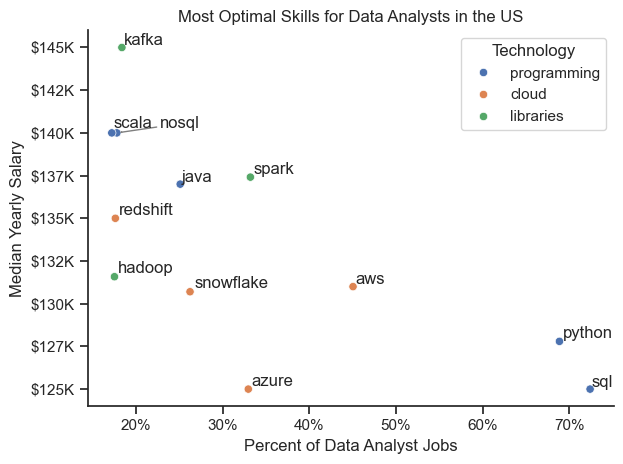 Most Optimal Skills for Data Analysts in the US
Technology
programming
cloud
libraries
kafka
scala
nosql
java
spark
redshift
hadoop
snowflake
aws
python
azure
sql
$145K
$142K
$140K
$137K
$135K
$132K
$130K
$127K
$125K
Median Yearly Salary
20% 30% 40% 50% 60% 70%
Percent of Data Analyst Jobs